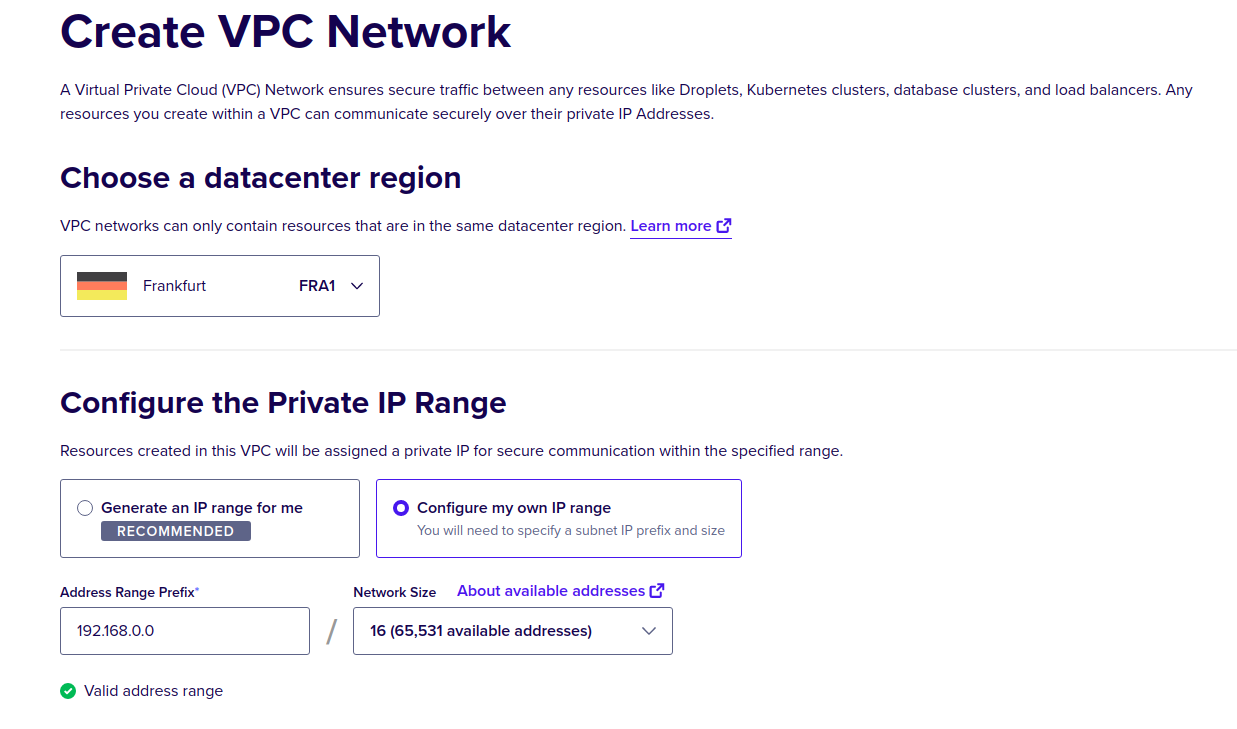 Create VPC Network
A Virtual Private Cloud (VPC) Network ensures secure traffic between any resources like Droplets, Kubernetes clusters, database clusters, and load balancers. Any
resources you create within a VPC can communicate securely over their private IP Addresses.
Choose a datacenter region
VPC networks can only contain resources that are in the same datacenter region. Learn more
Frankfurt FRA1
Configure the Private IP Range
Resources created in this VPC will be assigned a private IP for secure communication within the specified range.
Generate an IP range for me
RECOMMENDED
Configure my own IP range
You will need to specify a subnet IP prefix and size
Address Range Prefix*
Network Size About available addresses
192.168.0.0 / 16 (65,531 available addresses)
Valid address range